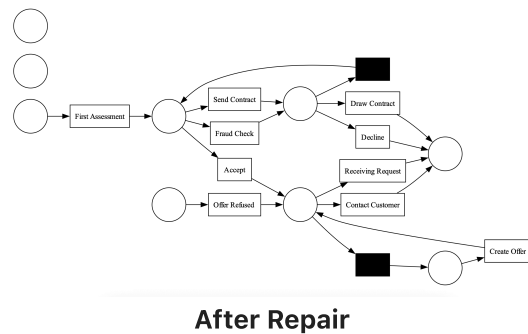 First Assessment
Send Contract
Fraud Check
Draw Contract
Decline
Accept
Receiving Request
Offer Refused
Contact Customer
Create Offer
After Repair